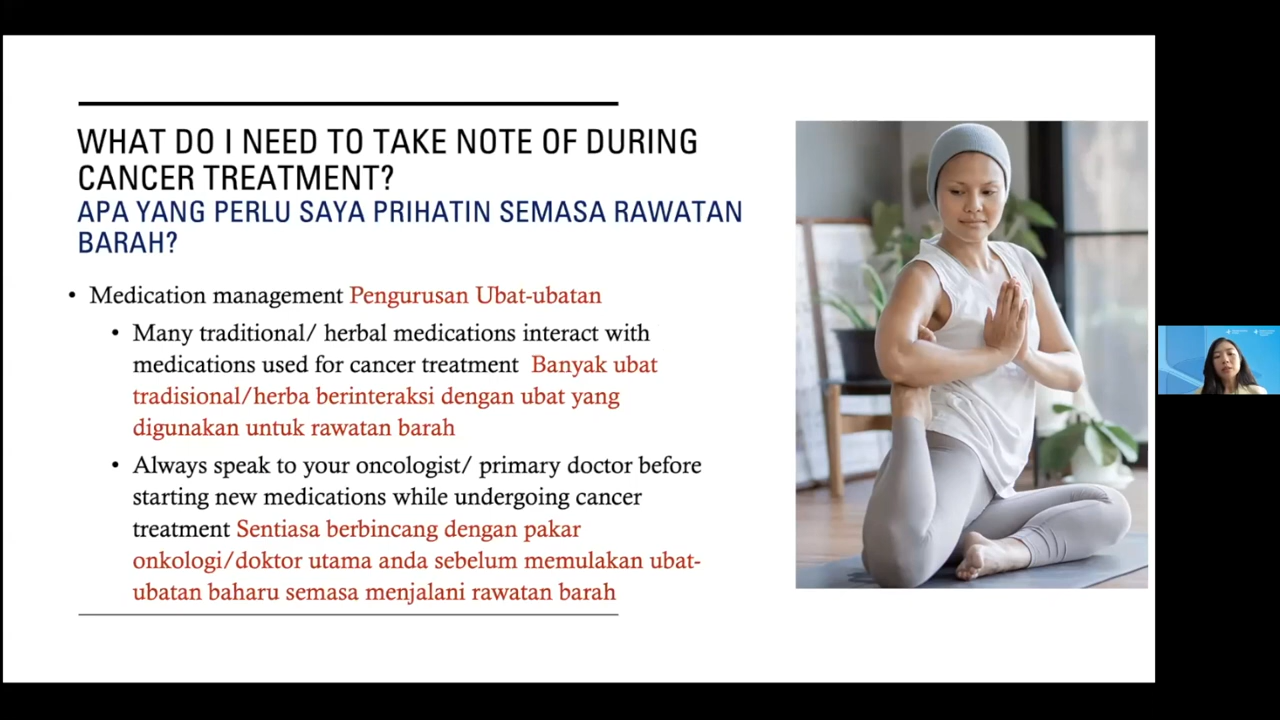 WHAT DO I NEED TO TAKE NOTE OF DURING
CANCER TREATMENT?
APA YANG PERLU SAYA PRIHATIN SEMASA RAWATAN
BARAH?
• Medication management Pengurusan Ubat-ubatan
• Many traditional/ herbal medications interact with
medications used for cancer treatment Banyak ubat
tradisional/herba berinteraksi dengan ubat yang
digunakan untuk rawatan barah
• Always speak to your oncologist/ primary doctor before
starting new medications while undergoing cancer
treatment Sentiasa berbincang dengan pakar
onkologi/doktor utama anda sebelum memulakan ubat-
ubatan baharu semasa menjalani rawatan barah